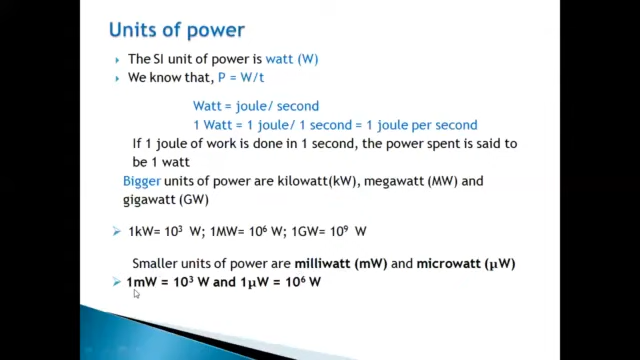 Units of power
The SI unit of power is watt (W)
We know that, P = W/t
Watt = joule/ second
1 Watt = 1 joule/ 1 second = 1 joule per second
If 1 joule of work is done in 1 second, the power spent is said to
be 1 watt
Bigger units of power are kilowatt(kW), megawatt (MW) and
gigawatt (GW)
1kW= 10³ W; 1MW= 10⁶ W; 1GW= 10⁹ W
Smaller units of power are milliwatt (mW) and microwatt (µW)
1mW = 10³ W and 1µW = 10⁶ W